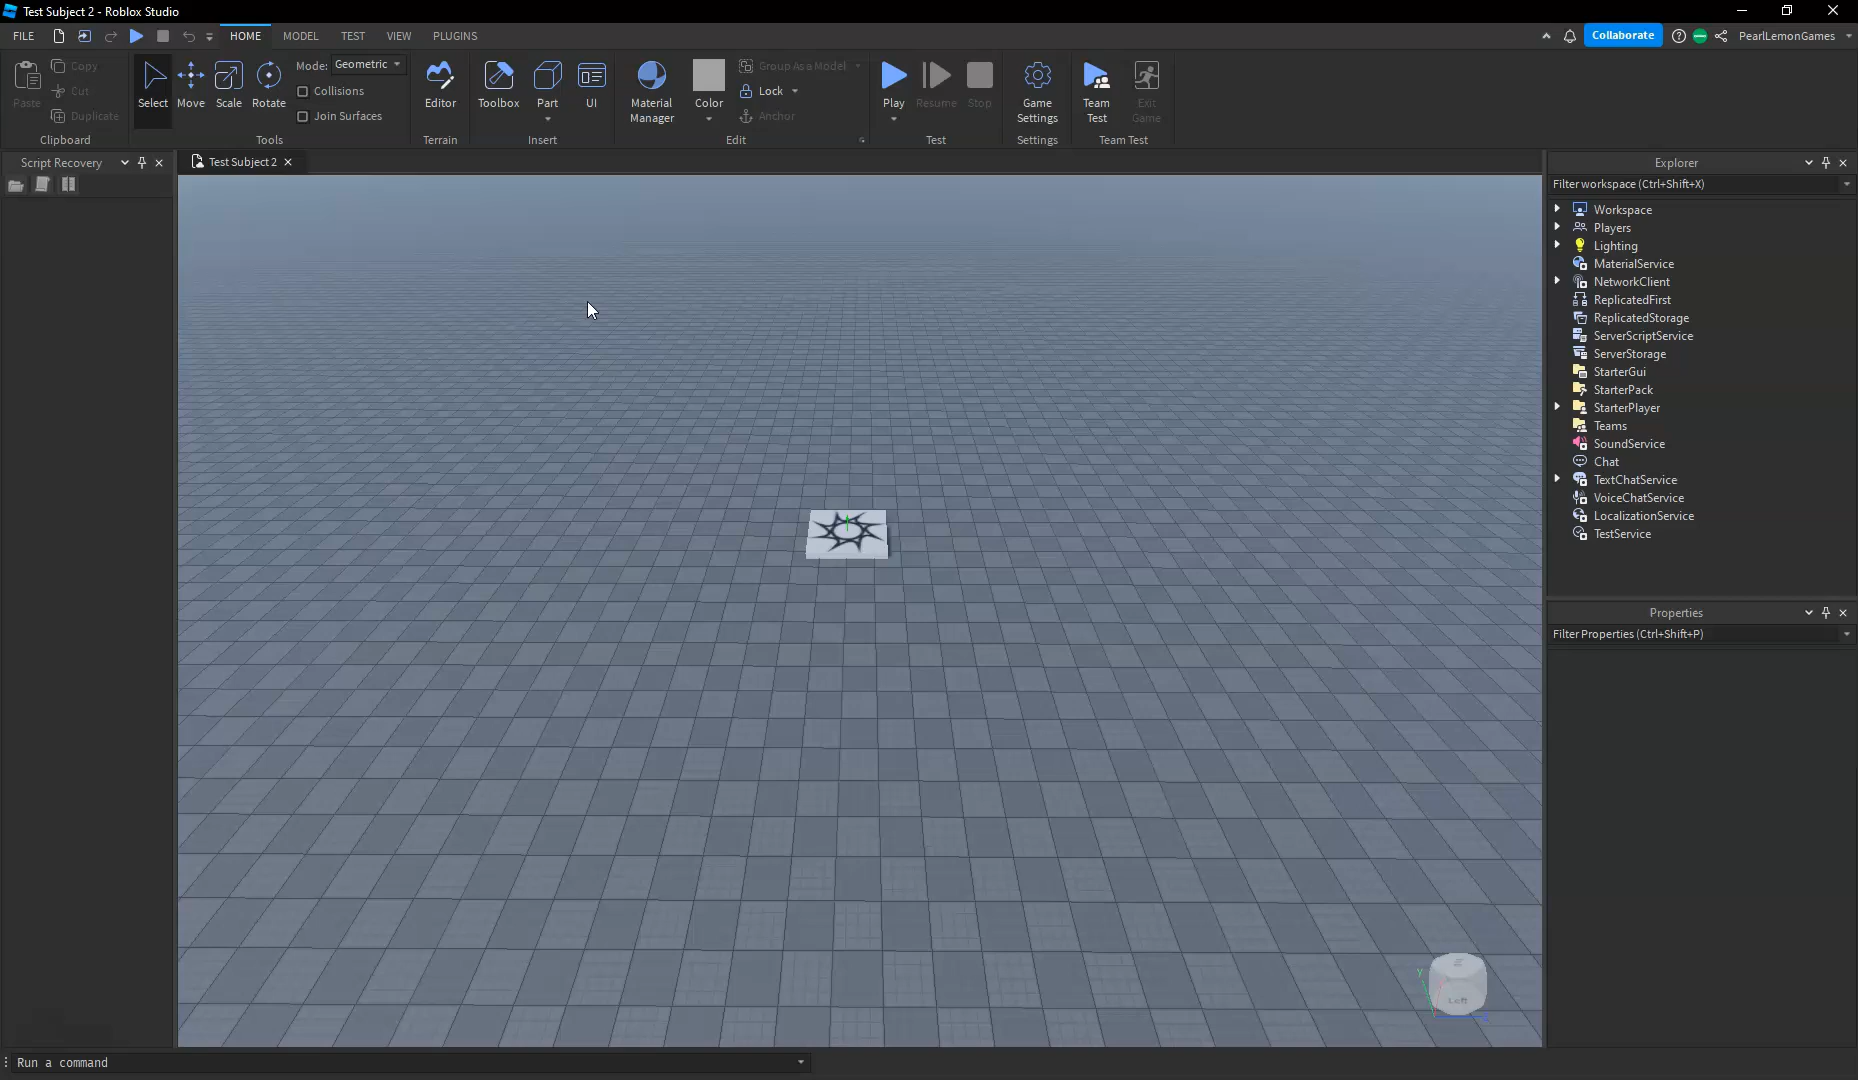 Test Subject 2 - Roblox Studio
FILE
HOME
MODEL
TEST
VIEW
PLUGINS
Collaborate
PearlLemonGames
Paste
Copy
Cut
Duplicate
Clipboard
Select
Move
Scale
Rotate
Mode: Geometric
Collisions
Join Surfaces
Tools
Editor
Terrain
Toolbox
Part
UI
Insert
Material
Manager
Color
Group As a Model
Lock
Anchor
Edit
Play
Resume
Stop
Test
Game
Settings
Settings
Team
Test
Exit
Game
Team Test
Script Recovery
Test Subject 2
Left
Explorer
Filter workspace (Ctrl+Shift+X)
Workspace
Players
Lighting
MaterialService
NetworkClient
ReplicatedFirst
ReplicatedStorage
ServerScriptService
ServerStorage
StarterGui
StarterPack
StarterPlayer
Teams
SoundService
Chat
TextChatService
VoiceChatService
LocalizationService
TestService
Properties
Filter Properties (Ctrl+Shift+P)
Y
Run a command